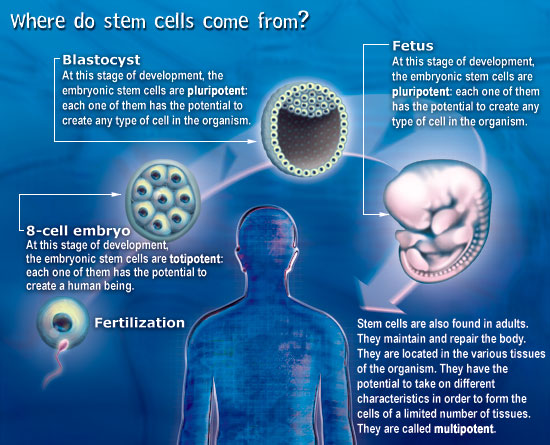 Where do stem cells come from?
Blastocyst
At this stage of development, the
embryonic stem cells are pluripotent:
each one of them has the potential to
create any type of cell in the organism.
Fetus
At this stage of development,
the embryonic stem cells are
pluripotent: each one of them
has the potential to create any
type of cell in the organism.
8-cell embryo
At this stage of development,
the embryonic stem cells are totipotent:
each one of them has the potential to
create a human being.
Fertilization
Stem cells are also found in adults.
They maintain and repair the body.
They are located in the various tissues
of the organism. They have the
potential to take on different
characteristics in order to form the
cells of a limited number of tissues.
They are called multipotent.